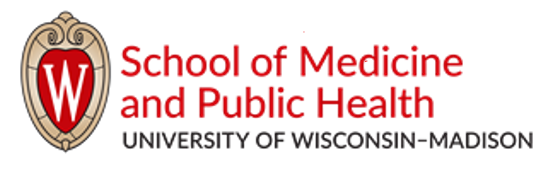 W
School of Medicine
and Public Health
UNIVERSITY OF WISCONSIN–MADISON